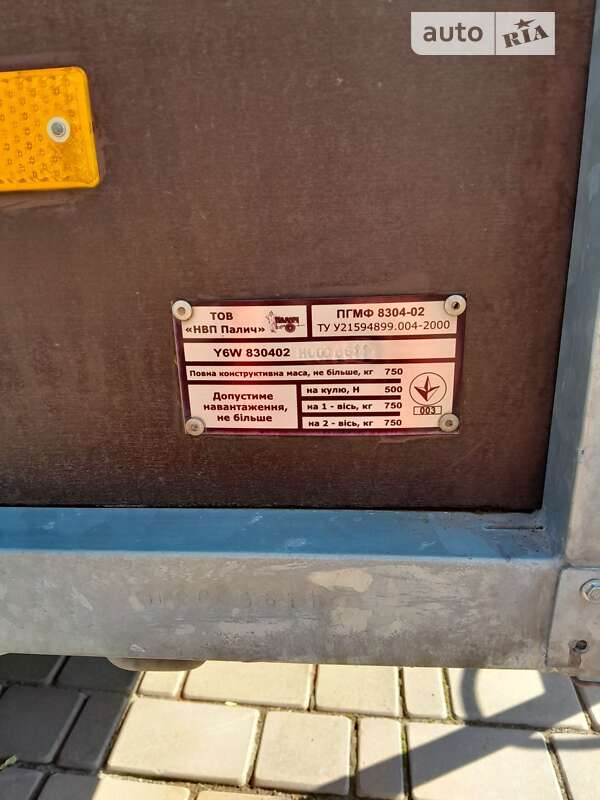 auto RIA
ТОВ
«НВП Палич»
ПАЛИЧ
ПГМФ 8304-02
ТУ У21594899.004-2000
Y6W 830402
Повна конструктивна маса, не більше, кг 750
Допустиме
навантаження,
не більше
на кулю, Н 500
на 1 - вісь, кг 750
на 2 - вісь, кг 750
003